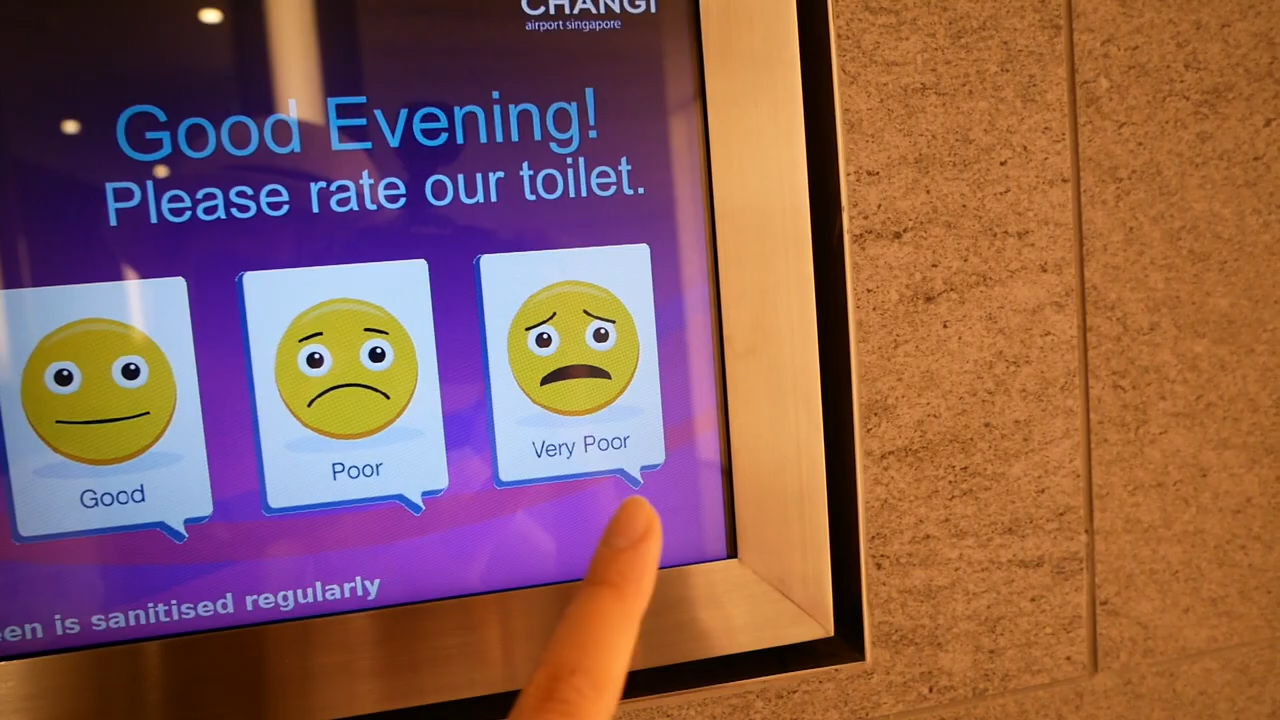 CHANGI
airport singapore
Good Evening!
Please rate our toilet.
Good
Poor
Very Poor
is sanitised regularly